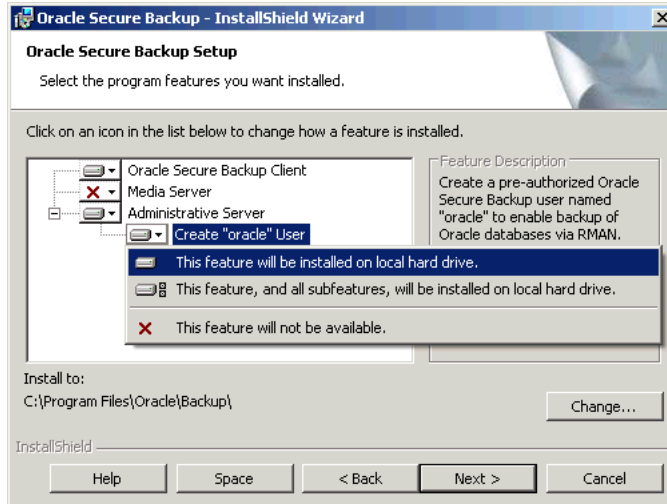 Oracle Secure Backup - InstallShield Wizard
Oracle Secure Backup Setup
Select the program features you want installed.
Click on an icon in the list below to change how a feature is installed.
Oracle Secure Backup Client
Media Server
Administrative Server
Create "oracle" User
Feature Description
Create a pre-authorized Oracle
Secure Backup user named
"oracle" to enable backup of
Oracle databases via RMAN.
This feature will be installed on local hard drive.
This feature, and all subfeatures, will be installed on local hard drive.
This feature will not be available.
Install to:
C:\Program Files\Oracle\Backup\
Change...
InstallShield
Help
Space
< Back
Next >
Cancel